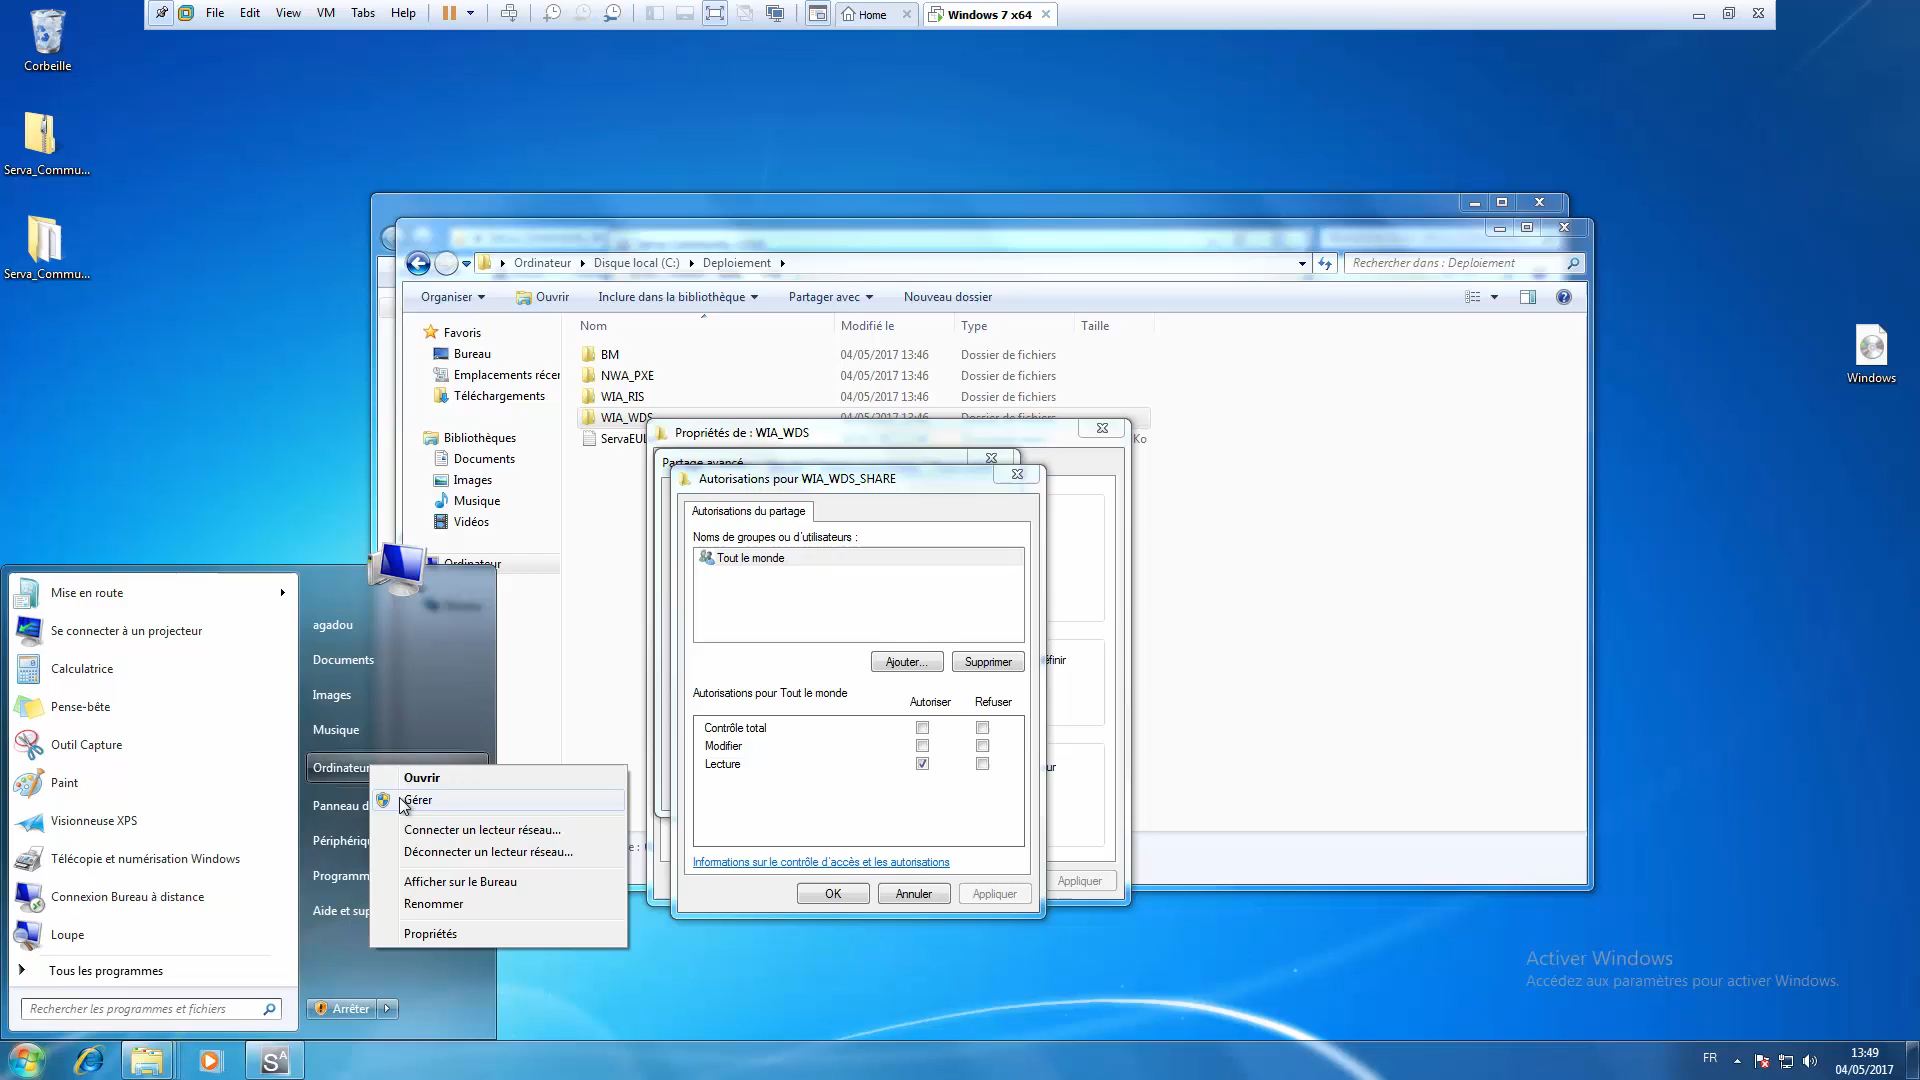 File Edit View VM Tabs Help
Home
Windows 7 x64
Corbeille
Serva_Commu...
Serva_Commu...
Windows
Ordinateur Disque local (C:) Deploiement
Rechercher dans : Deploiement
Organiser Ouvrir Inclure dans la bibliothèque Partager avec Nouveau dossier
Favoris
Bureau
Emplacements récer
Téléchargements
Bibliothèques
Documents
Images
Musique
Vidéos
Ordinateur
Nom Modifié le Type Taille
BM 04/05/2017 13:46 Dossier de fichiers
NWA_PXE 04/05/2017 13:46 Dossier de fichiers
WIA_RIS 04/05/2017 13:46 Dossier de fichiers
WIA_WDS 04/05/2017 13:46 Dossier de fichiers
ServaEUL Ko
Propriétés de : WIA_WDS
Partage avancé
Autorisations pour WIA_WDS_SHARE
Autorisations du partage
Noms de groupes ou d'utilisateurs :
Tout le monde
Ajouter... Supprimer
Autorisations pour Tout le monde
Autoriser Refuser
Contrôle total
Modifier
Lecture
Informations sur le contrôle d'accès et les autorisations
OK Annuler Appliquer
Appliquer
Mise en route
Se connecter à un projecteur
Calculatrice
Pense-bête
Outil Capture
Paint
Visionneuse XPS
Télécopie et numérisation Windows
Connexion Bureau à distance
Loupe
Tous les programmes
Rechercher les programmes et fichiers
agadou
Documents
Images
Musique
Ordinateur
Panneau d
Périphériq
Programm
Aide et sup
Arrêter
Ouvrir
Gérer
Connecter un lecteur réseau...
Déconnecter un lecteur réseau...
Afficher sur le Bureau
Renommer
Propriétés
Activer Windows
Accédez aux paramètres pour activer Windows.
FR
13:49
04/05/2017